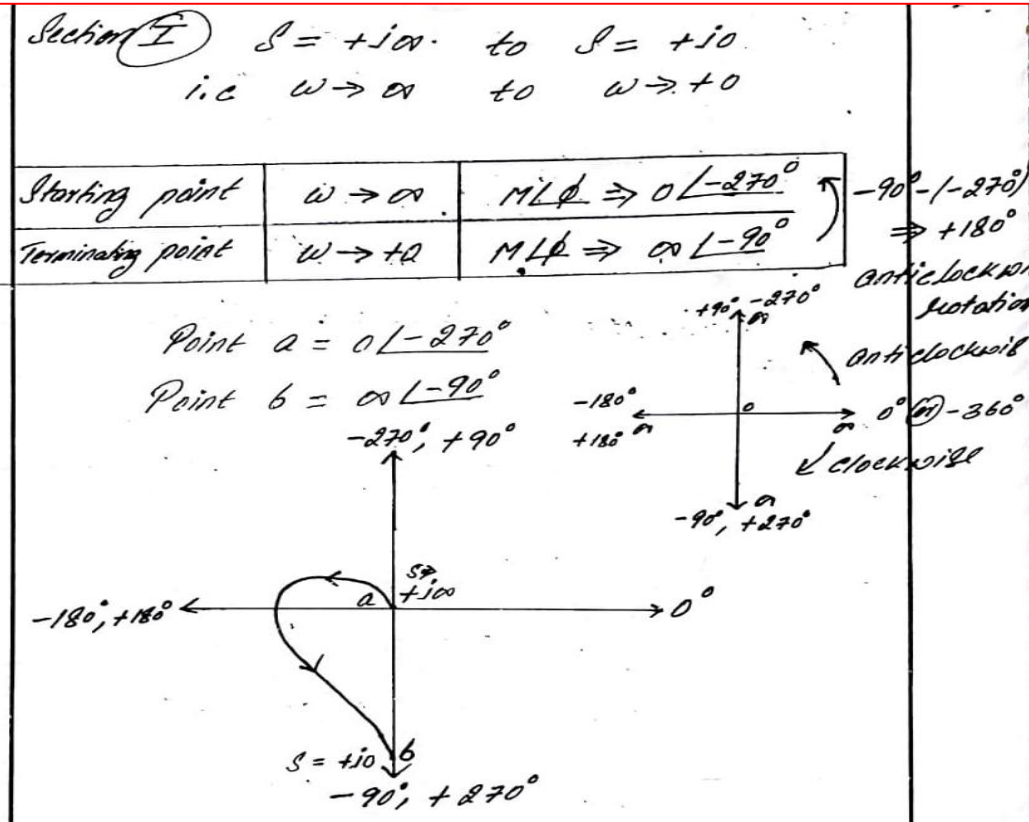 Section I S = +j∞. to S = +j0
i.e ω → ∞ to ω → +0
Starting point ω → ∞ M∠φ ⇒ 0∠-270°
Terminating point ω → +0 M∠φ ⇒ ∞∠-90°
-90° - (-270°)
⇒ +180°
anticlockwi
rotation
Point a = 0∠-270°
Point b = ∞∠-90°
+90° -270°
∞
anticlockwise
-180°
+180° ∞
0
∞ 0° or -360°
clockwise
∞
-90°, +270°
-270°, +90°
S⇒
+j∞
a
-180°, +180°
0°
S = +j0 b
-90°, +270°